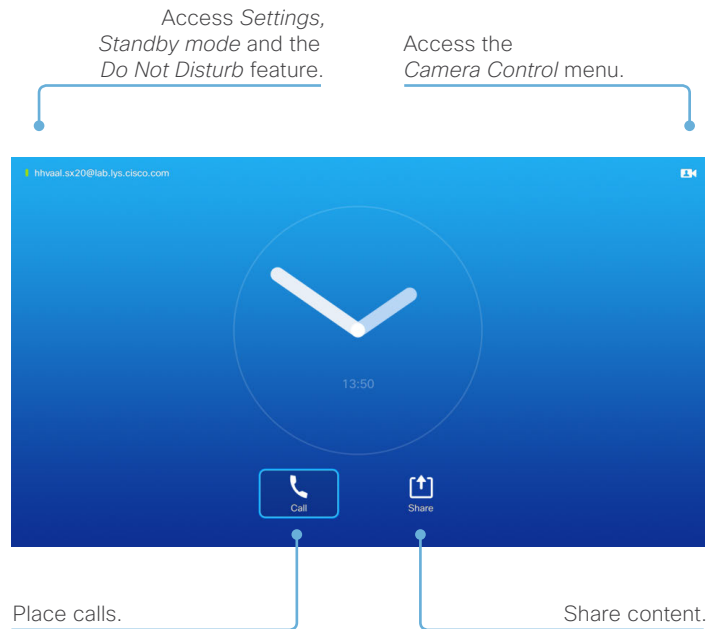 Access Settings,
Standby mode and the
Do Not Disturb feature.
Access the
Camera Control menu.
hhvaal.sx20@lab.lys.cisco.com
13:50
Call
Share
Place calls.
Share content.